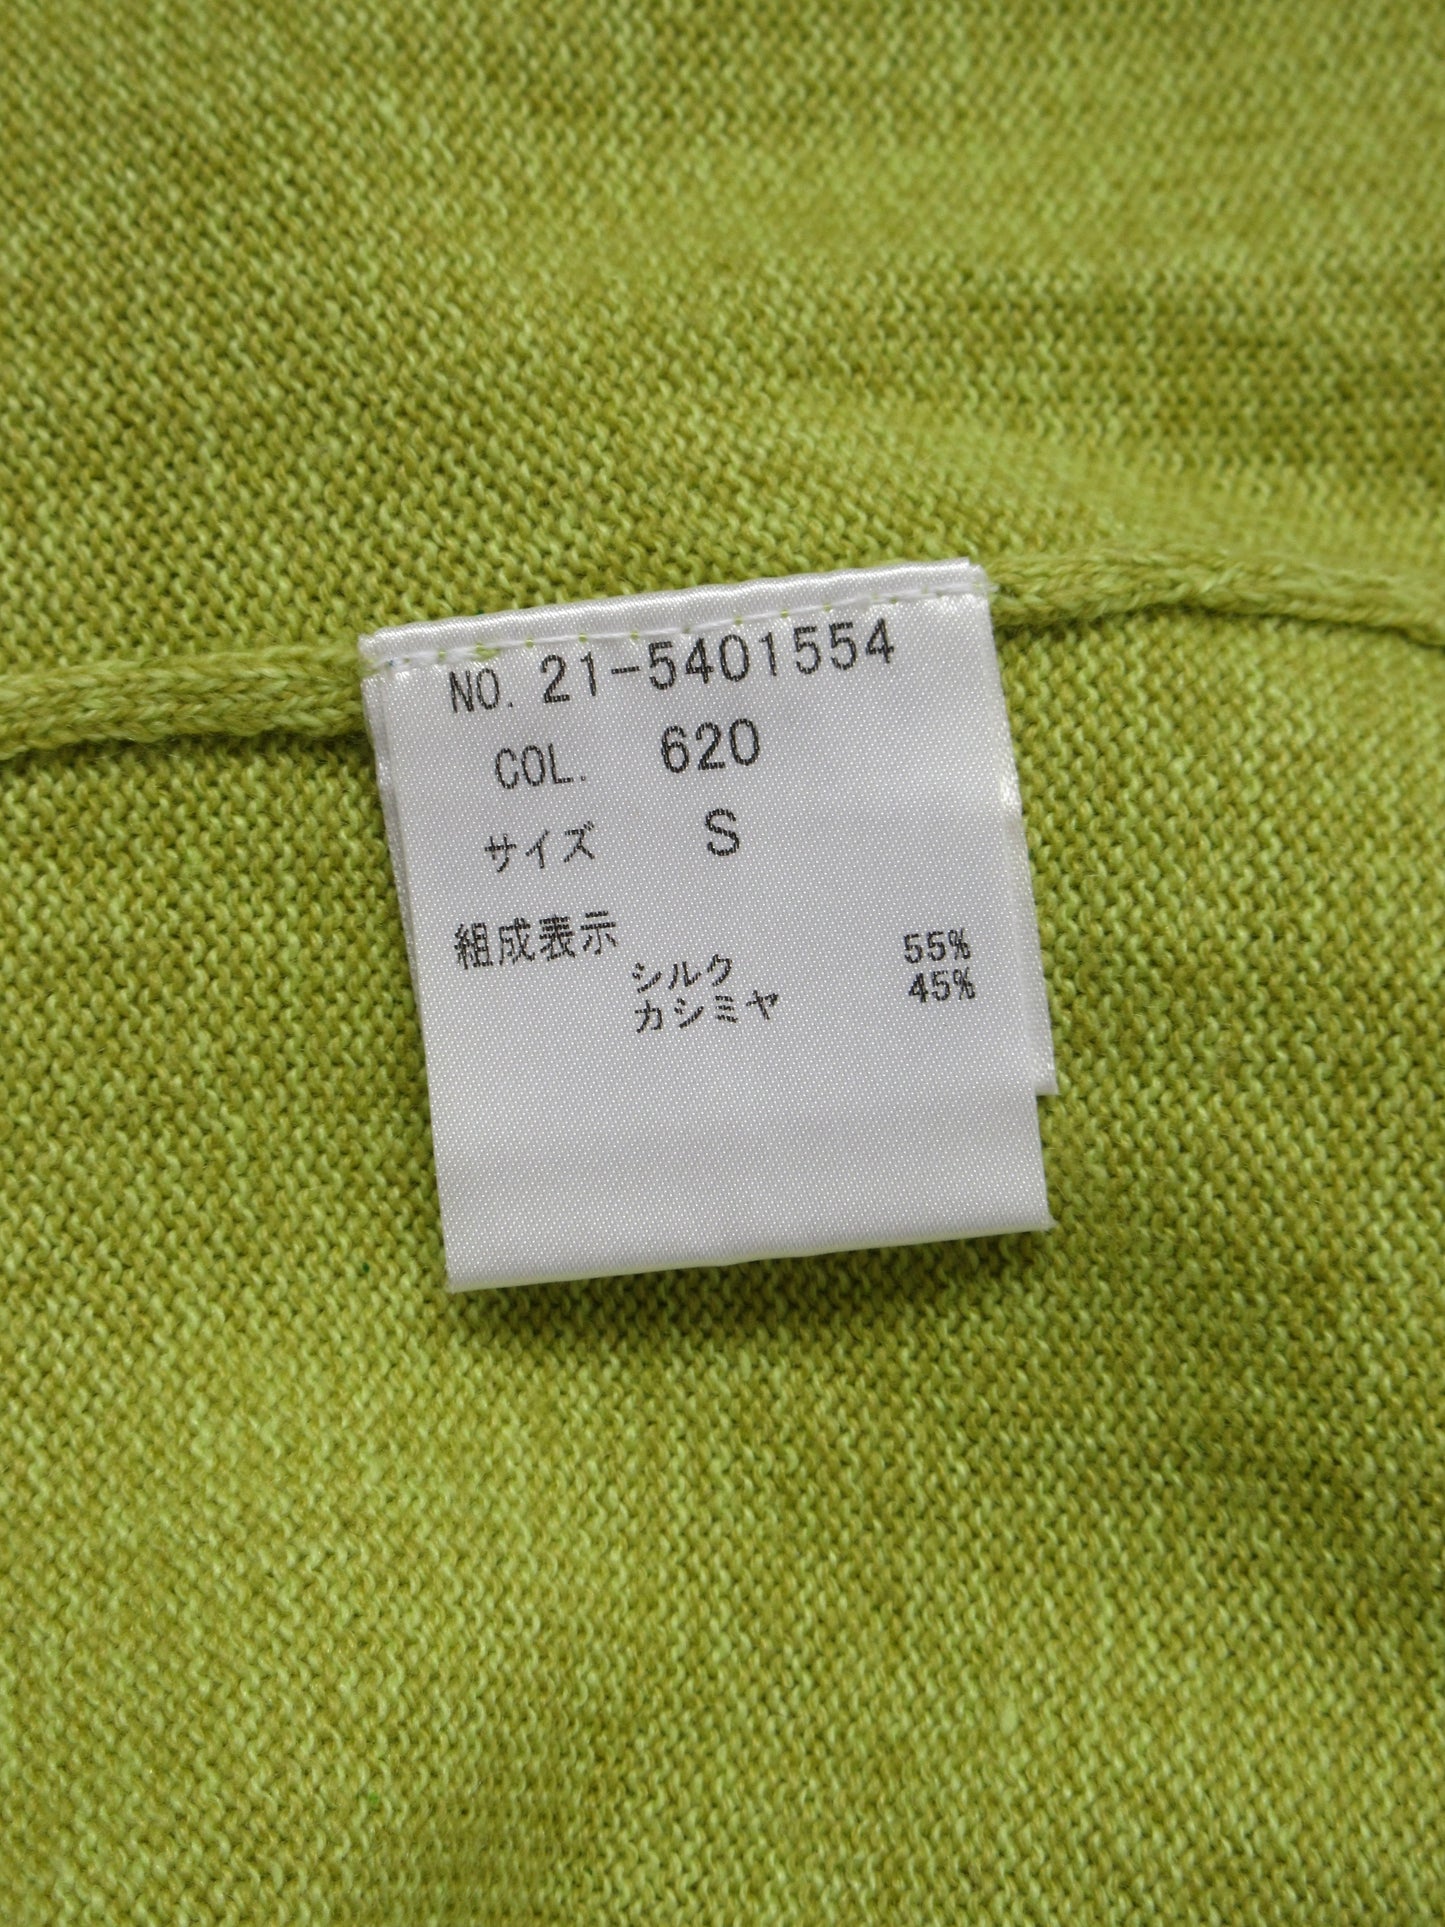 NO. 21-5401554
COL. 620
サイズ S
組成表示
シルク 55%
カシミヤ 45%